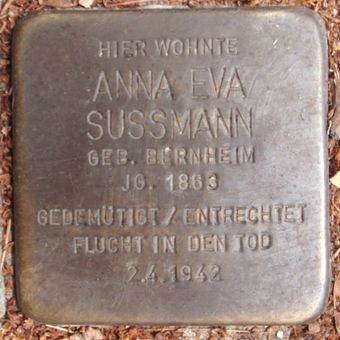 HIER WOHNTE
ANNA EVA
SUSSMANN
GEB. BERNHEIM
JG. 1863
GEDEMÜTIGT / ENTRECHTET
FLUCHT IN DEN TOD
2.4.1942